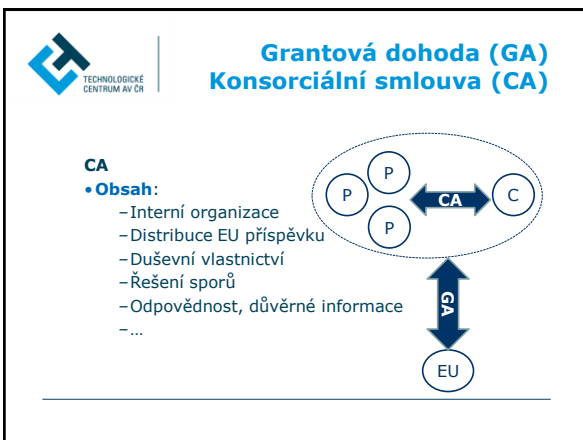 TECHNOLOGICKÉ
CENTRUM AV ČR
Grantová dohoda (GA)
Konsorciální smlouva (CA)
CA
•Obsah:
–Interní organizace
–Distribuce EU příspěvku
–Duševní vlastnictví
–Řešení sporů
–Odpovědnost, důvěrné informace
–…
P
P
P
CA
C
GA
EU